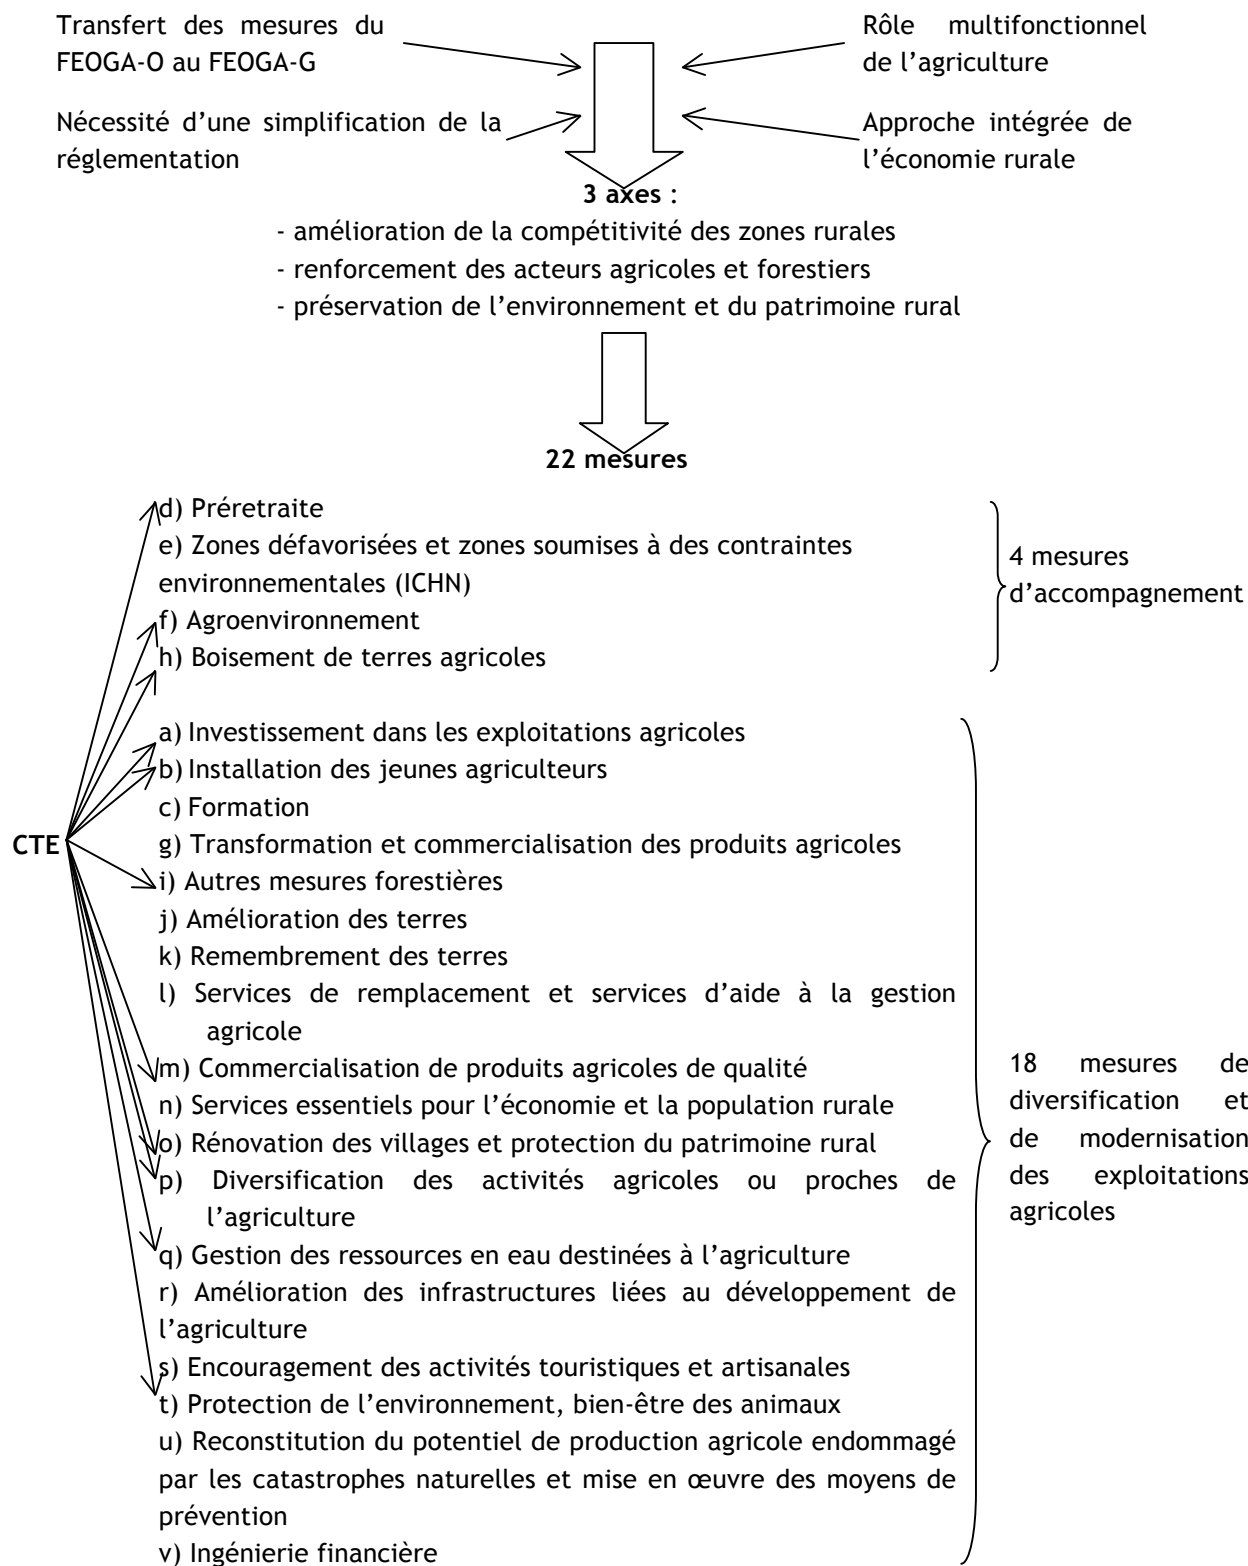 Transfert des mesures du
FEOGA-O au FEOGA-G
Rôle multifonctionnel
de l’agriculture
Nécessité d’une simplification de la
réglementation
Approche intégrée de
l’économie rurale
3 axes :
- amélioration de la compétitivité des zones rurales
- renforcement des acteurs agricoles et forestiers
- préservation de l’environnement et du patrimoine rural
22 mesures
d) Préretraite
e) Zones défavorisées et zones soumises à des contraintes
environnementales (ICHN)
f) Agroenvironnement
h) Boisement de terres agricoles
4 mesures
d’accompagnement
CTE
a) Investissement dans les exploitations agricoles
b) Installation des jeunes agriculteurs
c) Formation
g) Transformation et commercialisation des produits agricoles
i) Autres mesures forestières
j) Amélioration des terres
k) Remembrement des terres
l) Services de remplacement et services d’aide à la gestion
agricole
m) Commercialisation de produits agricoles de qualité
n) Services essentiels pour l’économie et la population rurale
o) Rénovation des villages et protection du patrimoine rural
p) Diversification des activités agricoles ou proches de
l’agriculture
q) Gestion des ressources en eau destinées à l’agriculture
r) Amélioration des infrastructures liées au développement de
l’agriculture
s) Encouragement des activités touristiques et artisanales
t) Protection de l’environnement, bien-être des animaux
u) Reconstitution du potentiel de production agricole endommagé
par les catastrophes naturelles et mise en œuvre des moyens de
prévention
v) Ingénierie financière
18 mesures de
diversification et
de modernisation
des exploitations
agricoles